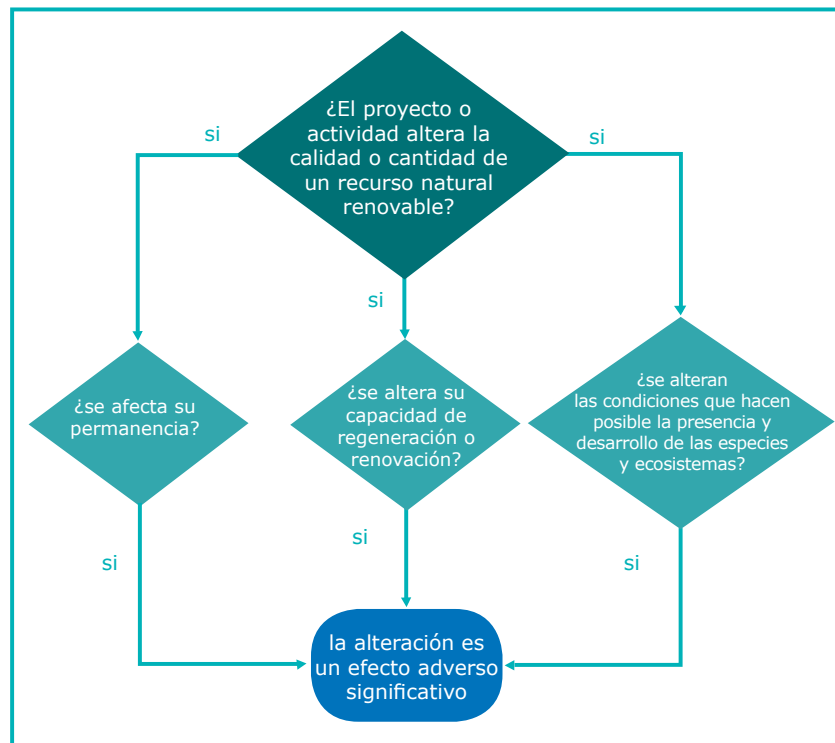 ¿El proyecto o
actividad altera la
calidad o cantidad de
un recurso natural
renovable?
si
si
si
¿se afecta su
permanencia?
¿se altera su
capacidad de
regeneración o
renovación?
¿se alteran
las condiciones que hacen
posible la presencia y
desarrollo de las especies
y ecosistemas?
si
si
si
la alteración es
un efecto adverso
significativo